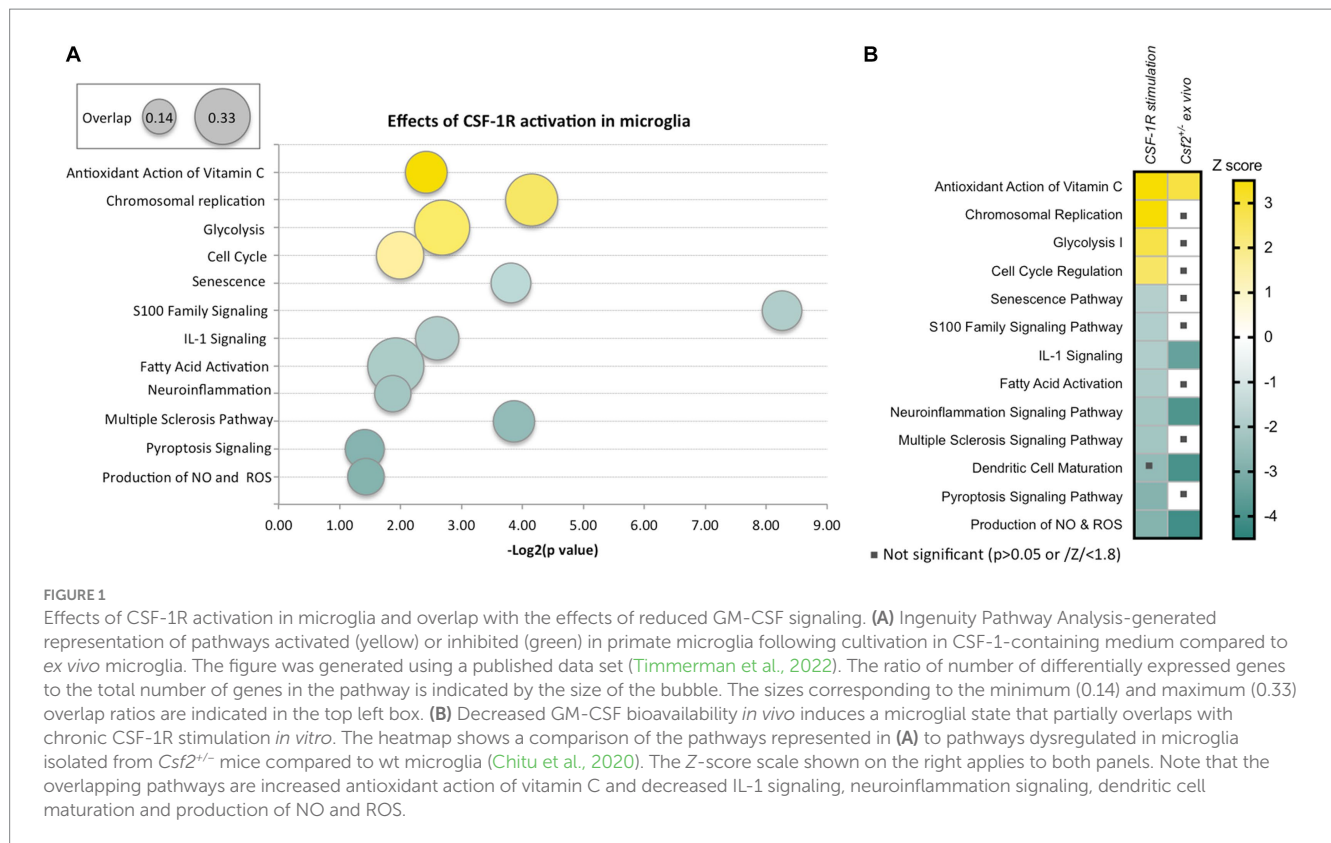 A
Overlap 0.14 0.33
Effects of CSF-1R activation in microglia
Antioxidant Action of Vitamin C
Chromosomal replication
Glycolysis
Cell Cycle
Senescence
S100 Family Signaling
IL-1 Signaling
Fatty Acid Activation
Neuroinflammation
Multiple Sclerosis Pathway
Pyroptosis Signaling
Production of NO and ROS
0.00 1.00 2.00 3.00 4.00 5.00 6.00 7.00 8.00 9.00
-Log2(p value)
B
CSF-1R stimulation
Csf2+/- ex vivo
Z score
Antioxidant Action of Vitamin C
Chromosomal Replication
Glycolysis I
Cell Cycle Regulation
Senescence Pathway
S100 Family Signaling Pathway
IL-1 Signaling
Fatty Acid Activation
Neuroinflammation Signaling Pathway
Multiple Sclerosis Signaling Pathway
Dendritic Cell Maturation
Pyroptosis Signaling Pathway
Production of NO & ROS
3
2
1
0
-1
-2
-3
-4
■ Not significant (p>0.05 or /Z/<1.8)
FIGURE 1
Effects of CSF-1R activation in microglia and overlap with the effects of reduced GM-CSF signaling. (A) Ingenuity Pathway Analysis-generated
representation of pathways activated (yellow) or inhibited (green) in primate microglia following cultivation in CSF-1-containing medium compared to
ex vivo microglia. The figure was generated using a published data set (Timmerman et al., 2022). The ratio of number of differentially expressed genes
to the total number of genes in the pathway is indicated by the size of the bubble. The sizes corresponding to the minimum (0.14) and maximum (0.33)
overlap ratios are indicated in the top left box. (B) Decreased GM-CSF bioavailability in vivo induces a microglial state that partially overlaps with
chronic CSF-1R stimulation in vitro. The heatmap shows a comparison of the pathways represented in (A) to pathways dysregulated in microglia
isolated from Csf2+/− mice compared to wt microglia (Chitu et al., 2020). The Z-score scale shown on the right applies to both panels. Note that the
overlapping pathways are increased antioxidant action of vitamin C and decreased IL-1 signaling, neuroinflammation signaling, dendritic cell
maturation and production of NO and ROS.